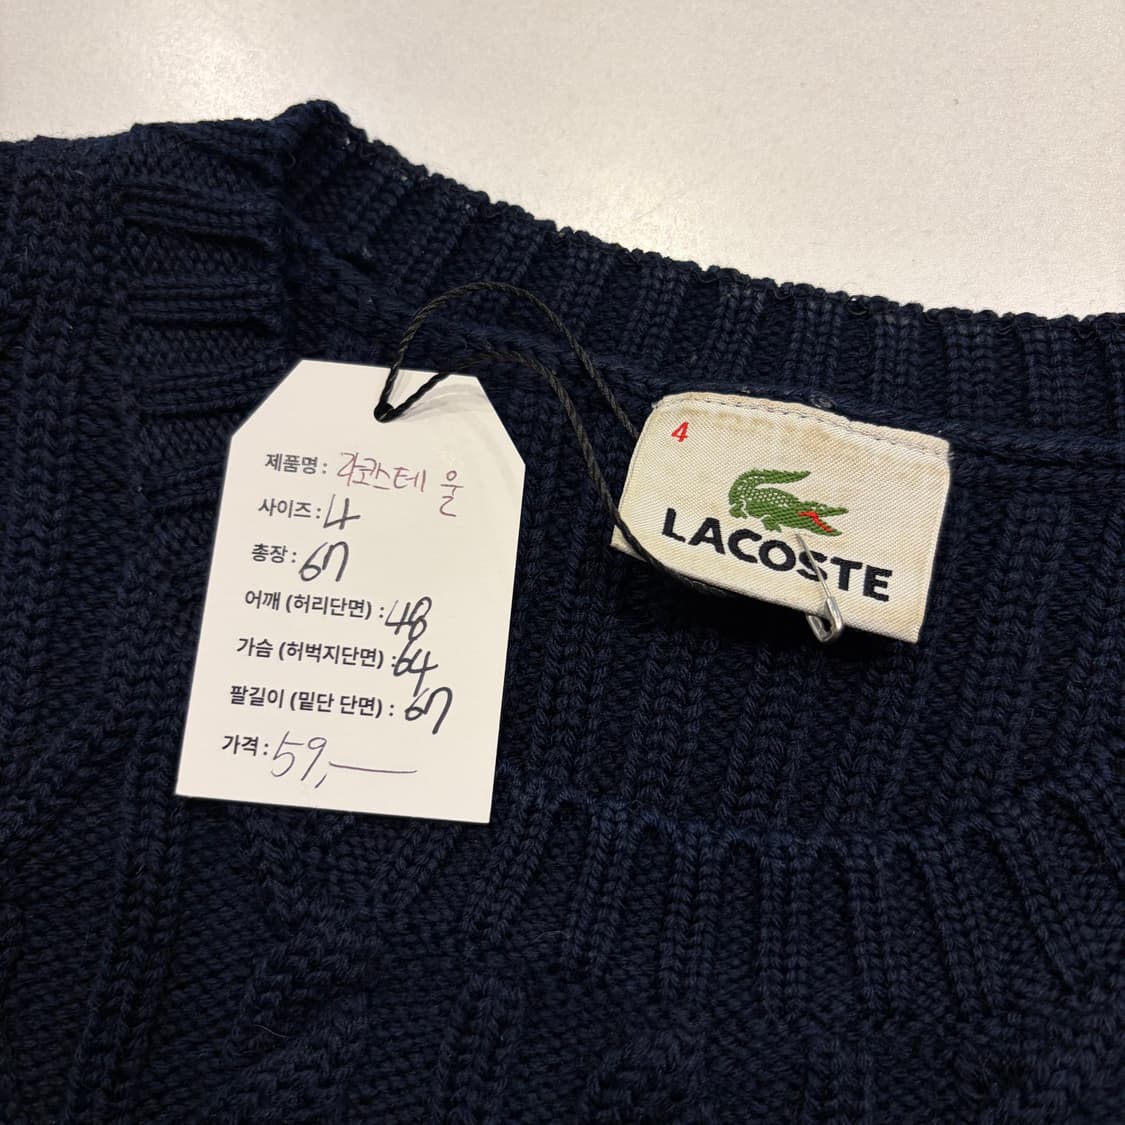 제품명 : 라코스테 울
사이즈 : 4
총장 : 67
어깨 (허리단면) : 48
가슴 (허벅지단면) : 64
팔길이 (밑단 단면) : 67
가격 : 59,—
4
LACOSTE